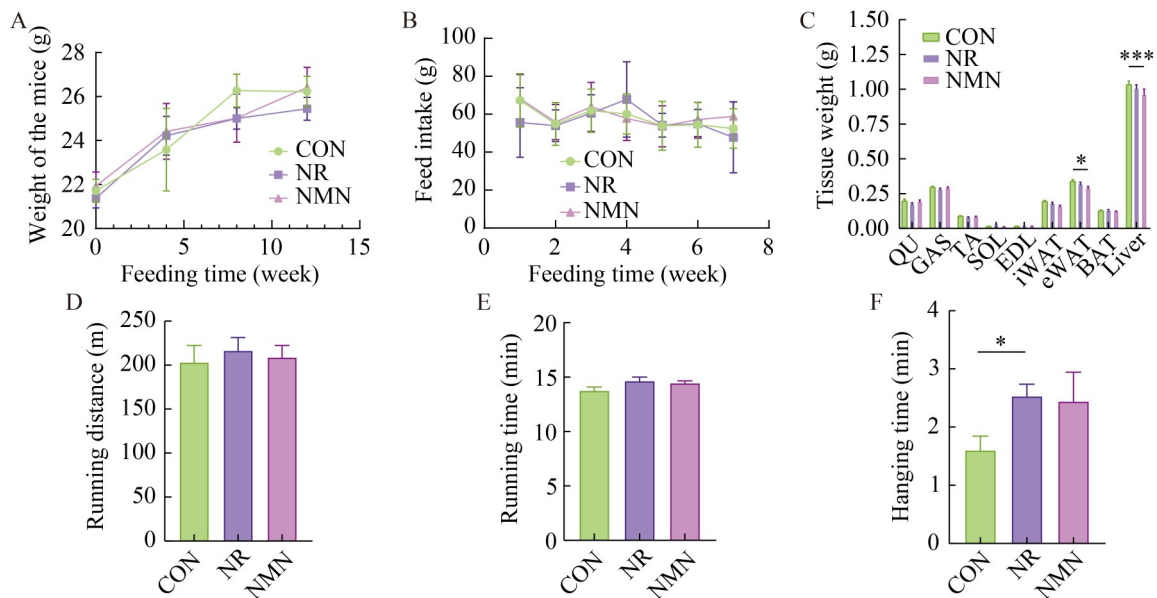 A
Weight of the mice (g)
28
26
24
22
20
0
5
10
15
CON
NR
NMN
Feeding time (week)
B
Feed intake (g)
100
80
60
40
20
0
0
2
4
6
8
CON
NR
NMN
Feeding time (week)
C
Tissue weight (g)
1.50
1.25
1.00
0.75
0.50
0.25
0.00
CON
NR
NMN
***
*
QU
GAS
TA
SOL
EDL
iWAT
eWAT
BAT
Liver
D
Running distance (m)
250
200
150
100
50
0
CON
NR
NMN
E
Running time (min)
20
15
10
5
0
CON
NR
NMN
F
Hanging time (min)
4
3
2
1
0
*
CON
NR
NMN